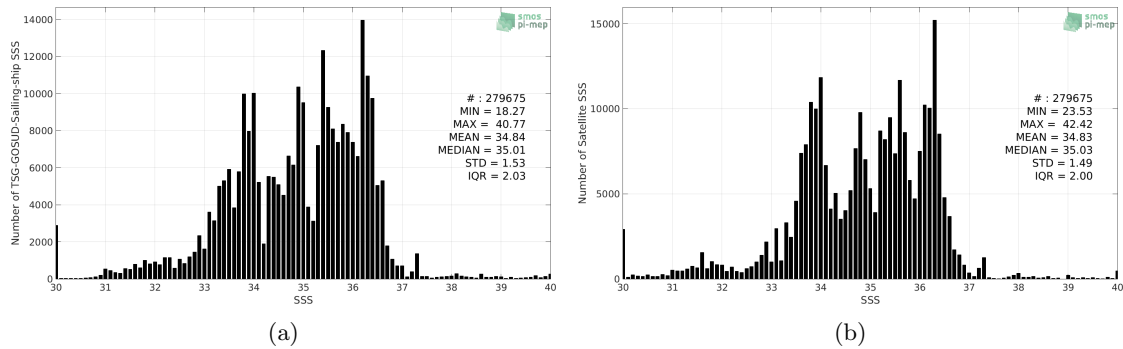 smos
pi-mep
Number of TSG-GOSUD-Sailing-ship SSS
14000
12000
10000
8000
6000
4000
2000
0
# : 279675
MIN = 18.27
MAX = 40.77
MEAN = 34.84
MEDIAN = 35.01
STD = 1.53
IQR = 2.03
30 31 32 33 34 35 36 37 38 39 40
SSS
(a)
smos
pi-mep
Number of Satellite SSS
15000
10000
5000
0
# : 279675
MIN = 23.53
MAX = 42.42
MEAN = 34.83
MEDIAN = 35.03
STD = 1.49
IQR = 2.00
30 31 32 33 34 35 36 37 38 39 40
SSS
(b)